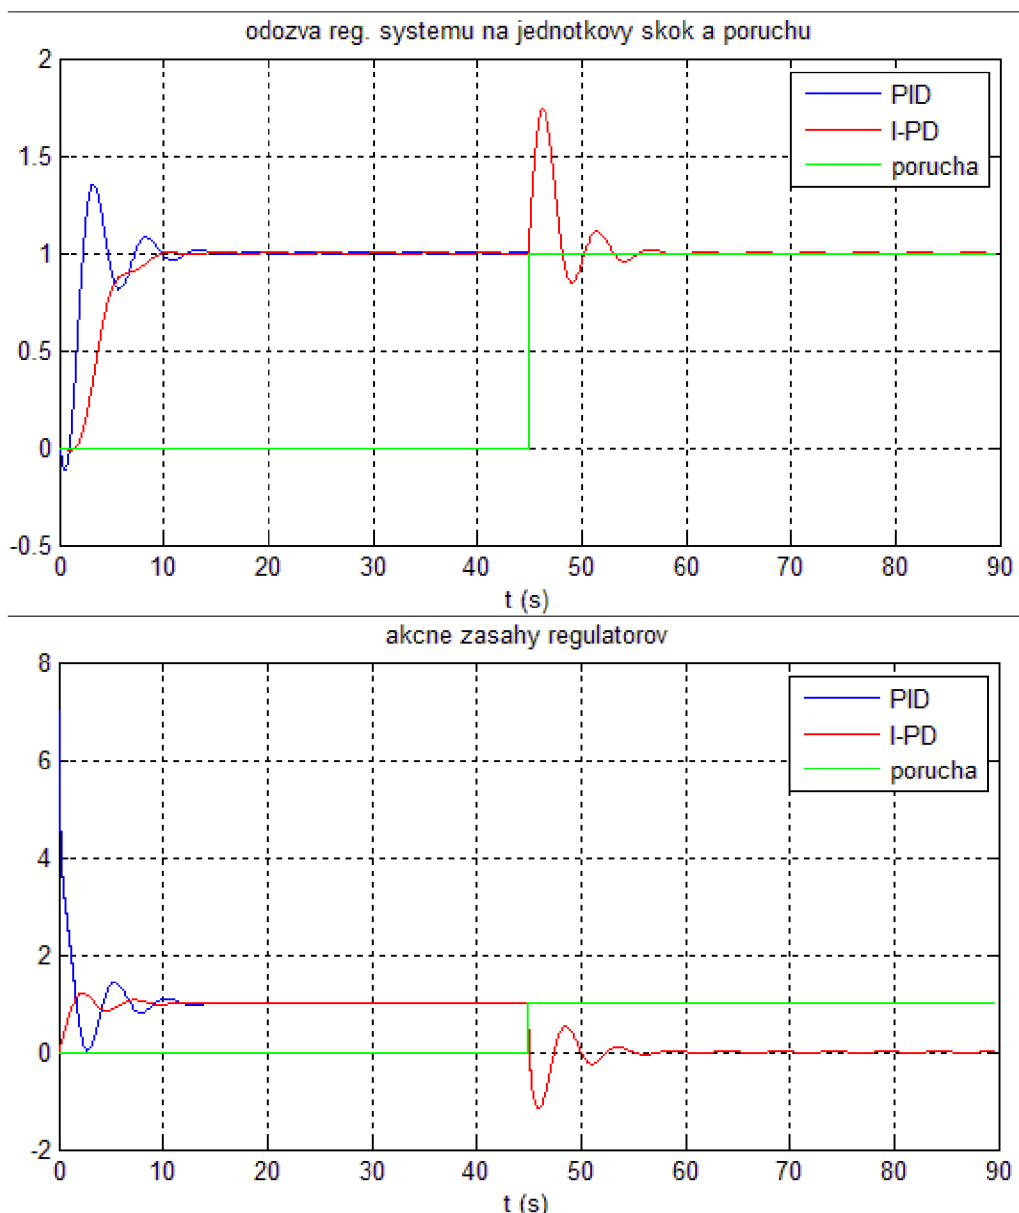 odozva reg. systemu na jednotkovy skok a poruchu
2
1.5
1
0.5
0
-0.5
PID
I-PD
porucha
0 10 20 30 40 50 60 70 80 90
t (s)
akcne zasahy regulatorov
8
6
4
2
0
-2
PID
I-PD
porucha
0 10 20 30 40 50 60 70 80 90
t (s)